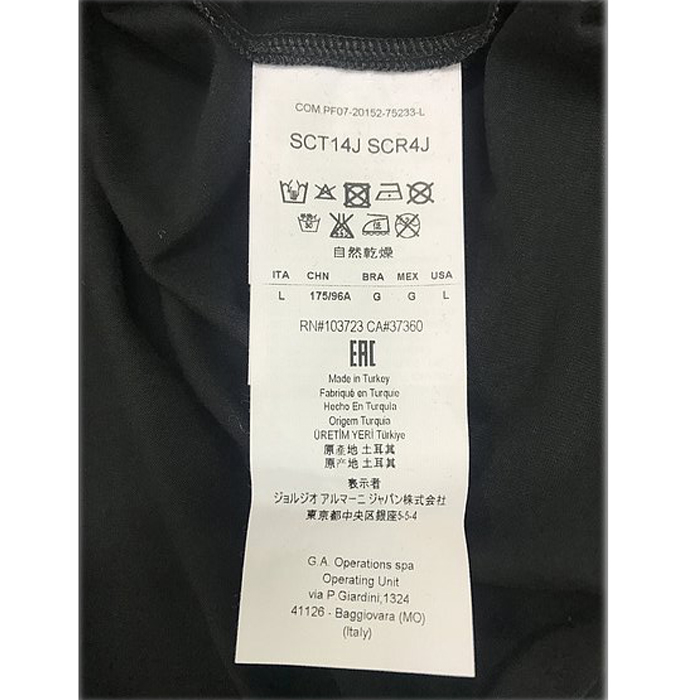 COM.PF07-20152-75233-L
SCT14J SCR4J
自然乾燥
ITA CHN BRA MEX USA
L 175/96A G G L
RN#103723 CA#37360
EAC
Made in Turkey
Fabriqué en Turquie
Hecho En Turquía
Origem Turquia
ÜRETİM YERİ Türkiye
原產地 土耳其
原产地 土耳其
表示者
ジョルジオ アルマーニ ジャパン株式会社
東京都中央区銀座5-5-4
G.A. Operations spa
Operating Unit
via P.Giardini,1324
41126 - Baggiovara (MO)
(Italy)